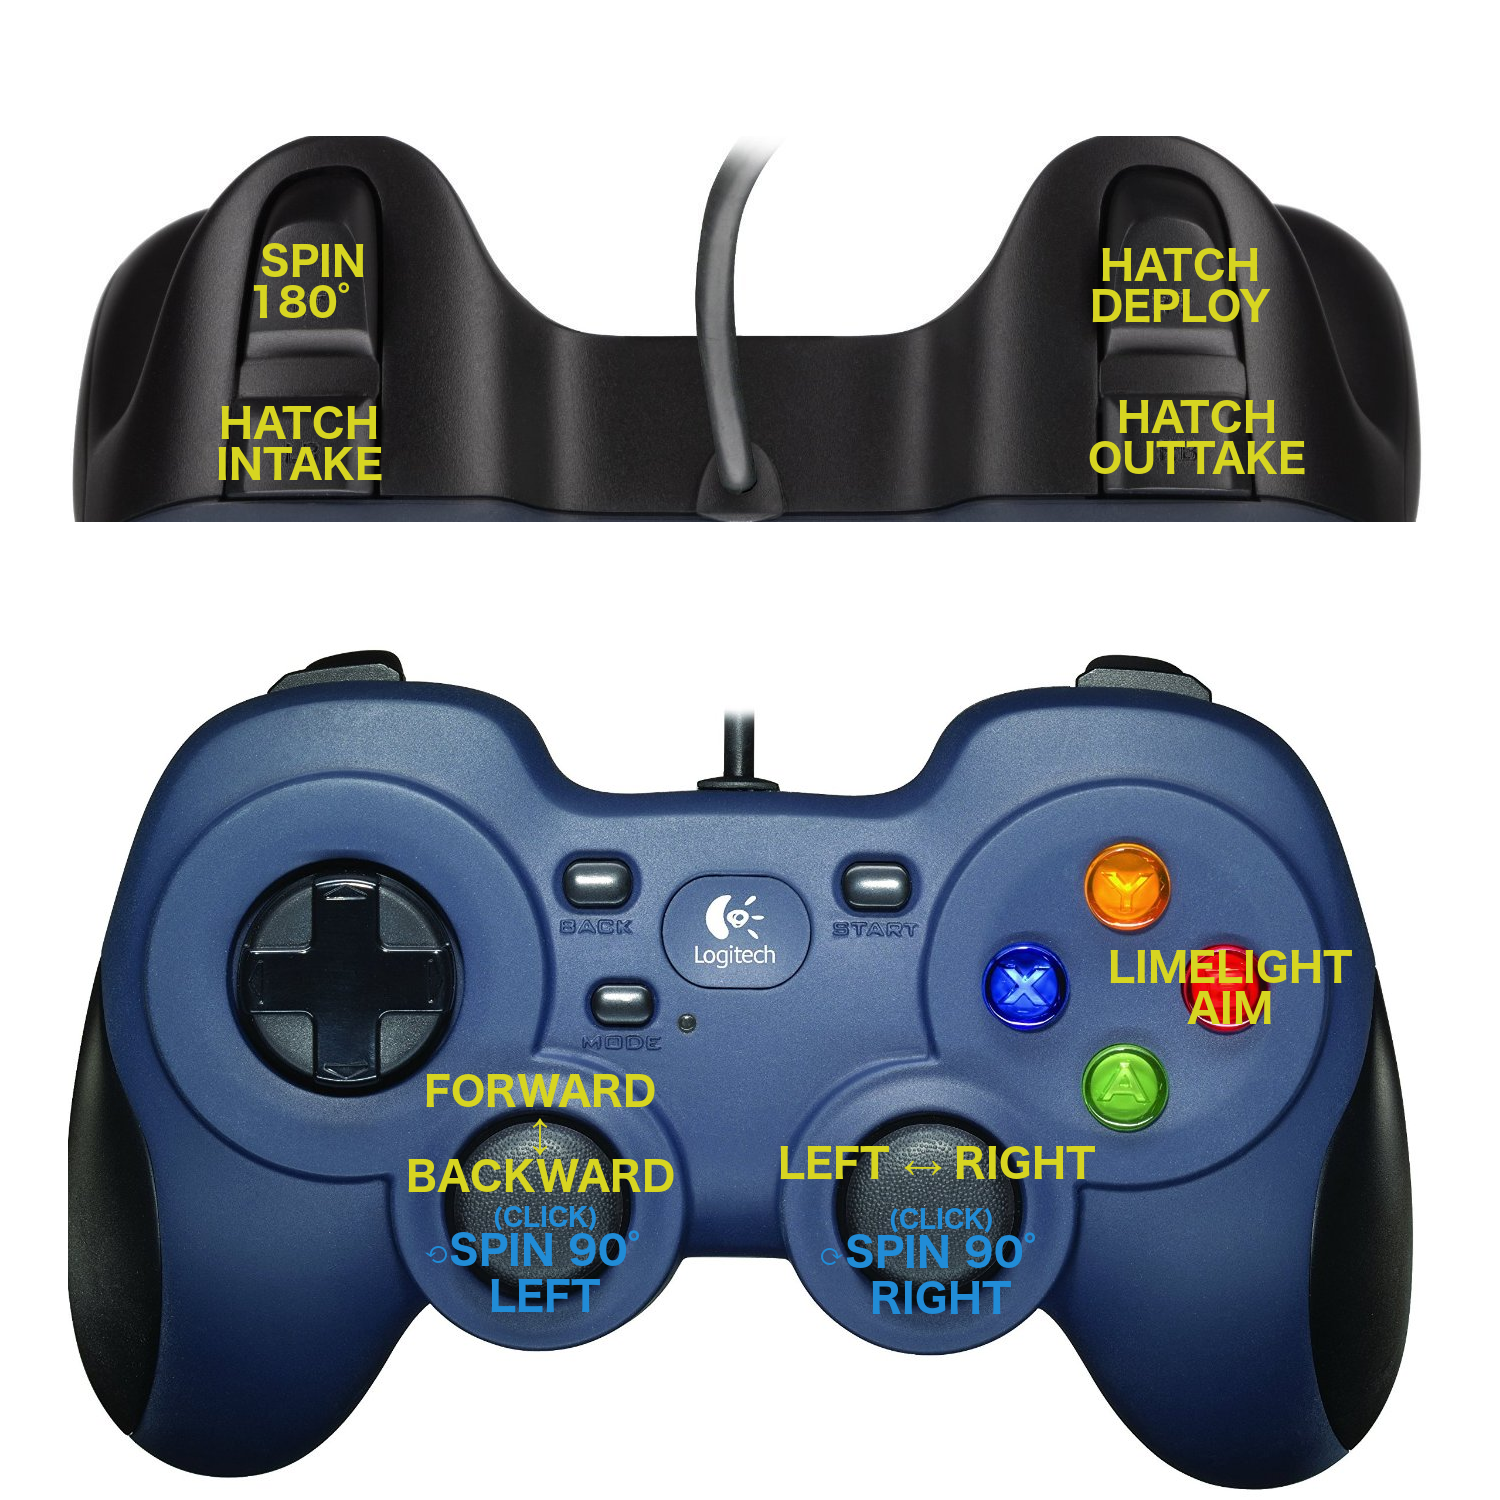 SPIN
180°
HATCH
DEPLOY
HATCH
INTAKE
HATCH
OUTTAKE
BACK
Logitech
START
Y
X
LIMELIGHT
AIM
MODE
A
FORWARD
↕
BACKWARD
(CLICK)
⟲SPIN 90°
LEFT
LEFT ↔ RIGHT
(CLICK)
⟳SPIN 90°
RIGHT